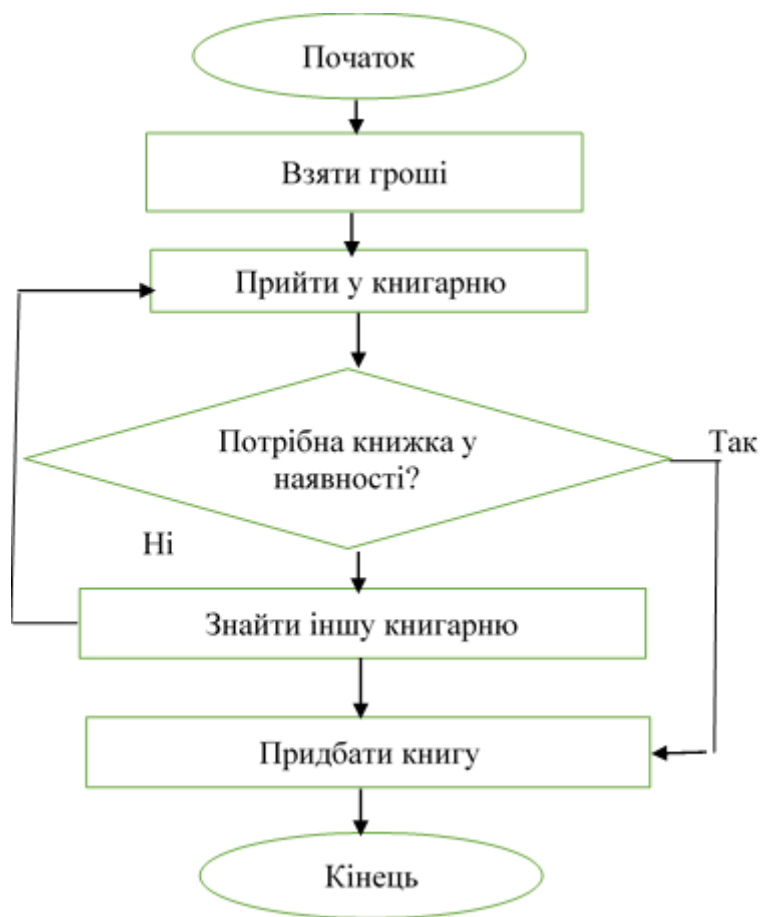 Початок
Взяти гроші
Прийти у книгарню
Потрібна книжка у
наявності?
Так
Ні
Знайти іншу книгарню
Придбати книгу
Кінець